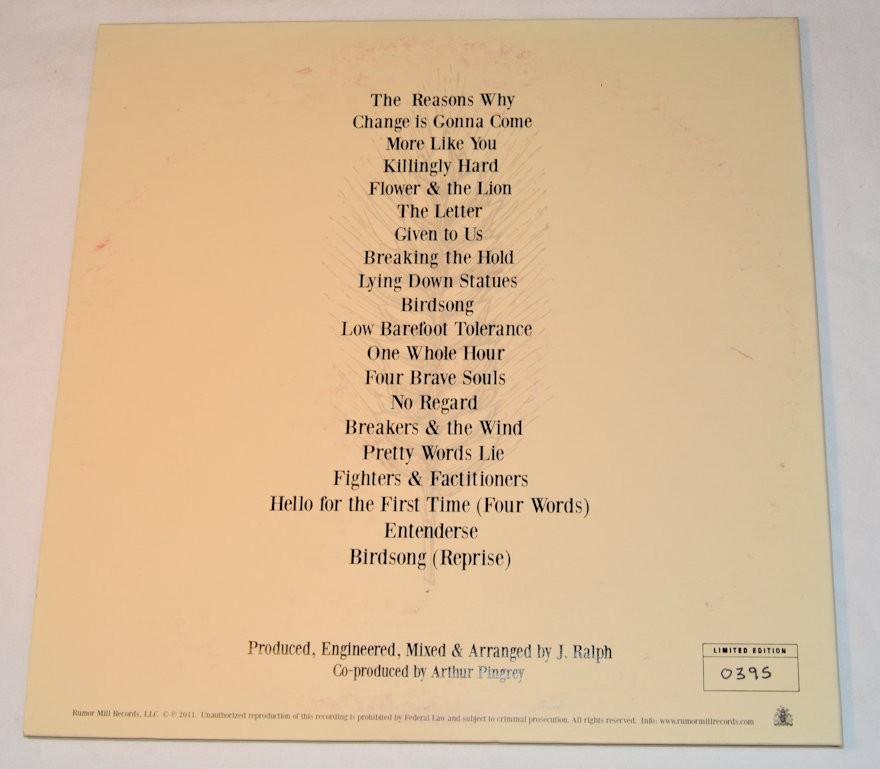 The Reasons Why
Change is Gonna Come
More Like You
Killingly Hard
Flower & the Lion
The Letter
Given to Us
Breaking the Hold
Lying Down Statues
Birdsong
Low Barefoot Tolerance
One Whole Hour
Four Brave Souls
No Regard
Breakers & the Wind
Pretty Words Lie
Fighters & Factitioners
Hello for the First Time (Four Words)
Entenderse
Birdsong (Reprise)
Produced, Engineered, Mixed & Arranged by J. Ralph
Co-produced by Arthur Pingrey
LIMITED EDITION
0395
Rumor Mill Records, LLC ©℗ 2011. Unauthorized reproduction of this recording is prohibited by Federal Law and subject to criminal prosecution. All rights reserved. Info: www.rumormillrecords.com